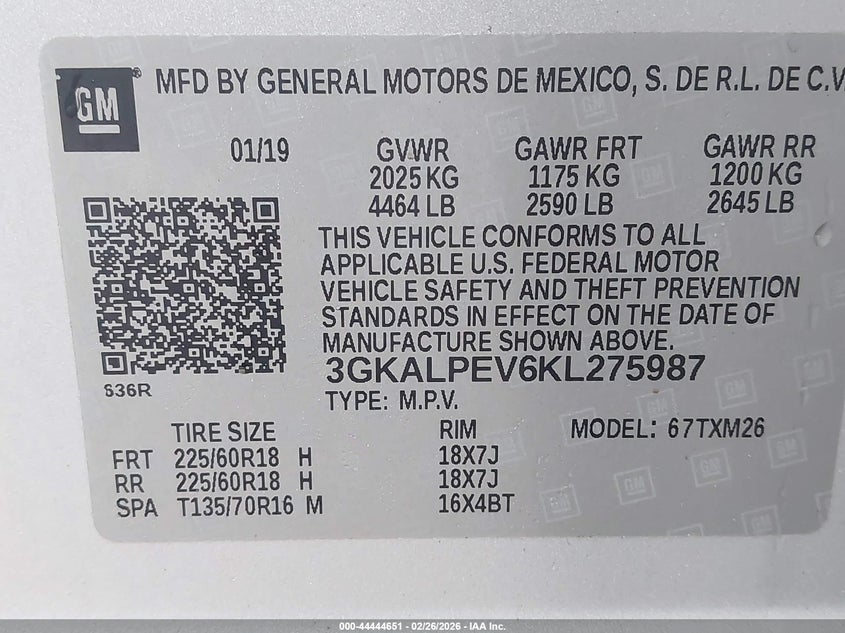 GM
MFD BY GENERAL MOTORS DE MEXICO, S. DE R.L. DE C.V.
01/19 GVWR GAWR FRT GAWR RR
2025 KG 1175 KG 1200 KG
4464 LB 2590 LB 2645 LB
THIS VEHICLE CONFORMS TO ALL
APPLICABLE U.S. FEDERAL MOTOR
VEHICLE SAFETY AND THEFT PREVENTION
STANDARDS IN EFFECT ON THE DATE OF
MANUFACTURE SHOWN ABOVE.
3GKALPEV6KL275987
S36R
TYPE: M.P.V.
TIRE SIZE RIM MODEL: 67TXM26
FRT 225/60R18 H 18X7J
RR 225/60R18 H 18X7J
SPA T135/70R16 M 16X4BT
000-44444651 - 02/26/2026 - IAA Inc.